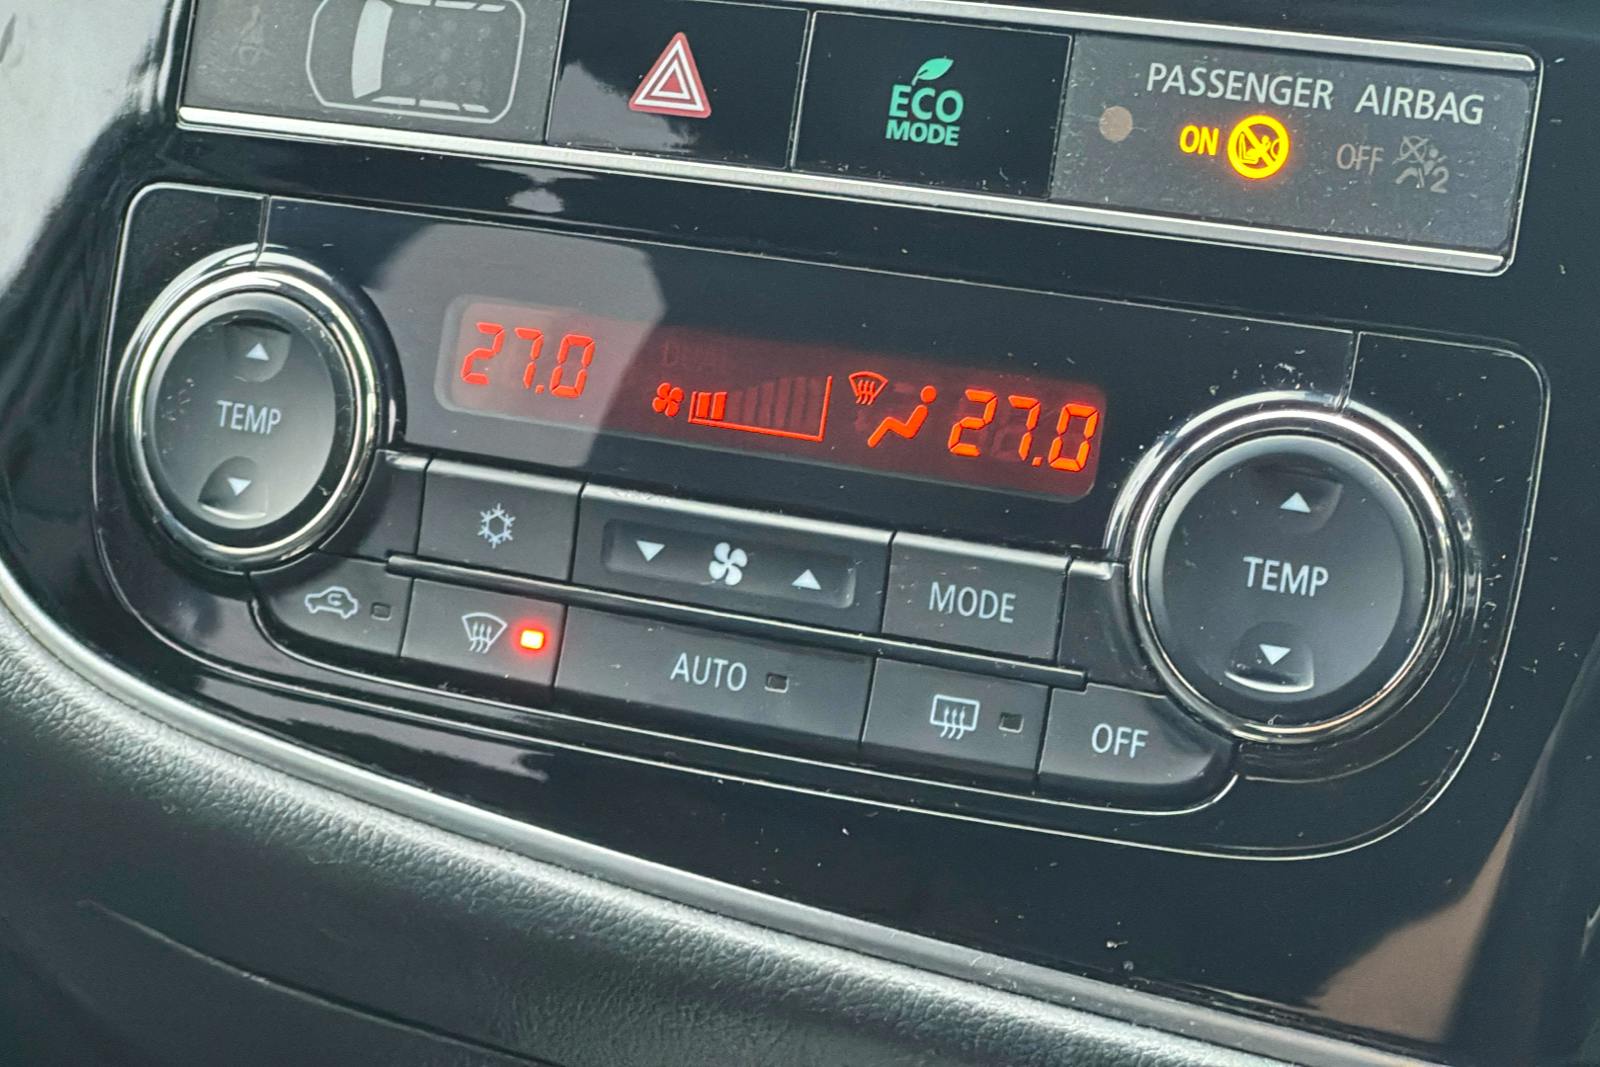 ECO
MODE
PASSENGER AIRBAG
ON OFF 2
27.0 27.0
TEMP
TEMP
MODE
AUTO
OFF